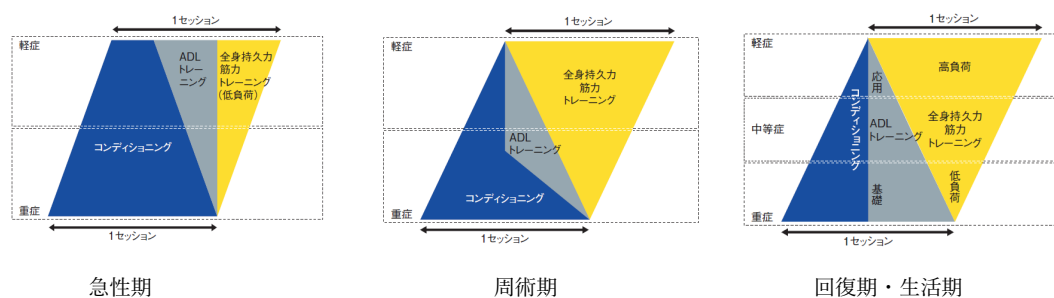 1セッション
軽症
ADL
トレー
ニング
全身持久力
筋力
トレーニング
(低負荷)
コンディショニング
重症
1セッション
急性期
1セッション
軽症
全身持久力
筋力
トレーニング
ADL
トレーニング
コンディショニング
重症
1セッション
周術期
1セッション
軽症
高負荷
応用
コンディショニング
中等症
ADL
トレーニング
全身持久力
筋力
トレーニング
基礎
低負荷
重症
1セッション
回復期・生活期